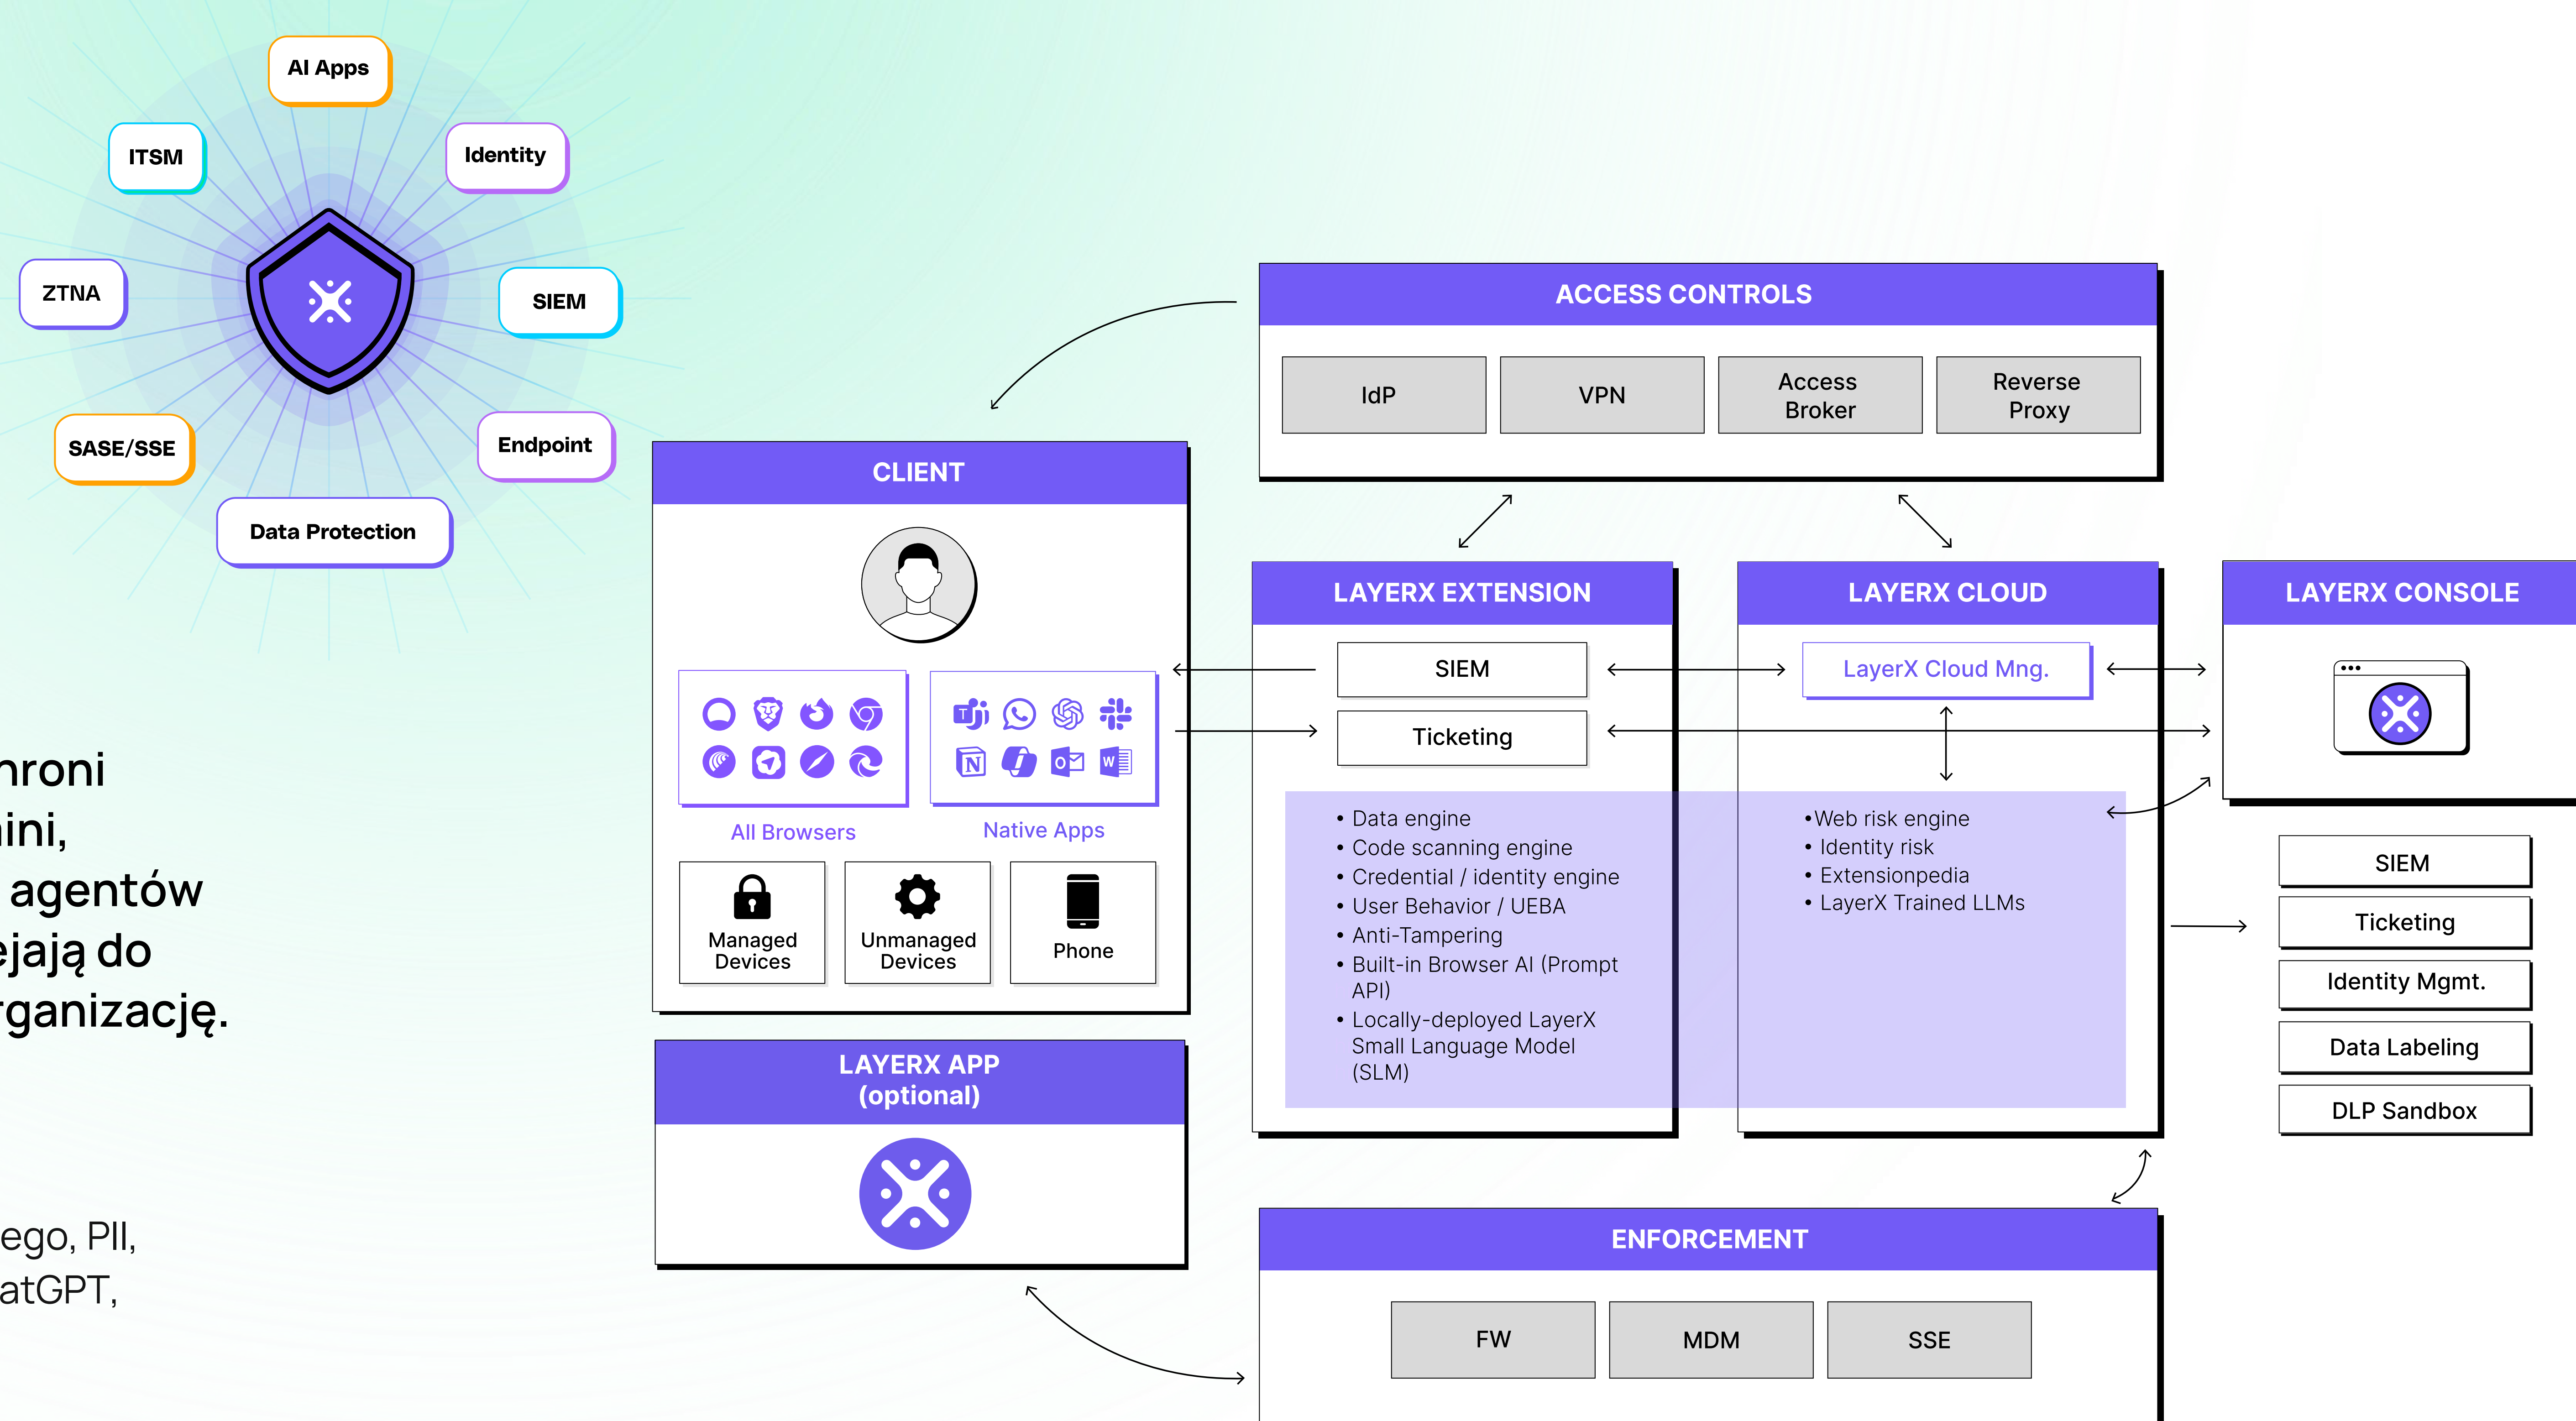 AI Apps
ITSM
Identity
ZTNA
SIEM
SASE/SSE
Endpoint
Data Protection
hroni
ini,
agentów
ejają do
rganizację.
ego, PII,
atGPT,
CLIENT
All Browsers
Native Apps
Managed
Devices
Unmanaged
Devices
Phone
LAYERX APP
(optional)
ACCESS CONTROLS
IdP
VPN
Access
Broker
Reverse
Proxy
LAYERX EXTENSION
SIEM
Ticketing
• Data engine
• Code scanning engine
• Credential / identity engine
• User Behavior / UEBA
• Anti-Tampering
• Built-in Browser AI (Prompt
API)
• Locally-deployed LayerX
Small Language Model
(SLM)
LAYERX CLOUD
LayerX Cloud Mng.
•Web risk engine
• Identity risk
• Extensionpedia
• LayerX Trained LLMs
LAYERX CONSOLE
SIEM
Ticketing
Identity Mgmt.
Data Labeling
DLP Sandbox
ENFORCEMENT
FW
MDM
SSE